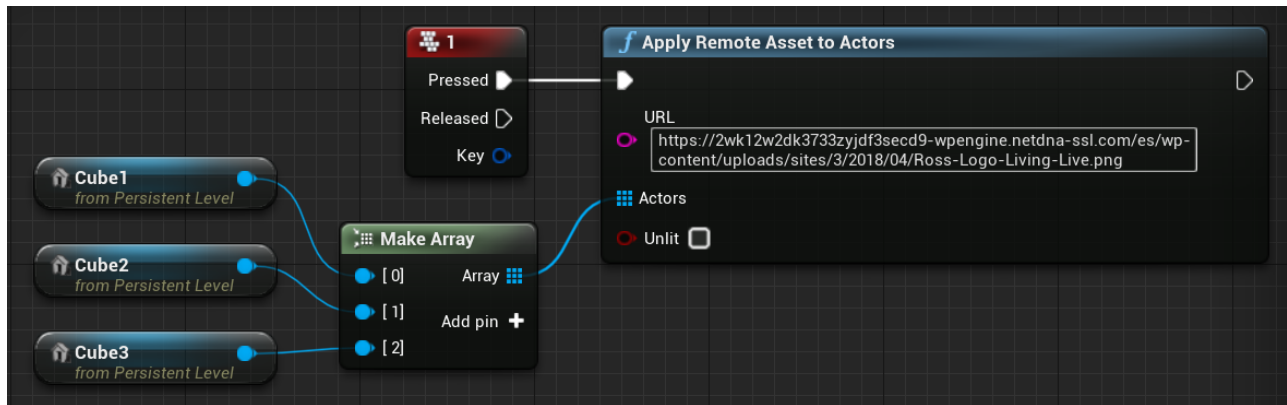 1
Pressed
Released
Key
Apply Remote Asset to Actors
URL
https://2wk12w2dk3733zyjdf3secd9-wpengine.netdna-ssl.com/es/wp-
content/uploads/sites/3/2018/04/Ross-Logo-Living-Live.png
Actors
Unlit
Cube1
from Persistent Level
Cube2
from Persistent Level
Cube3
from Persistent Level
Make Array
[ 0] Array
[ 1] Add pin +
[ 2]